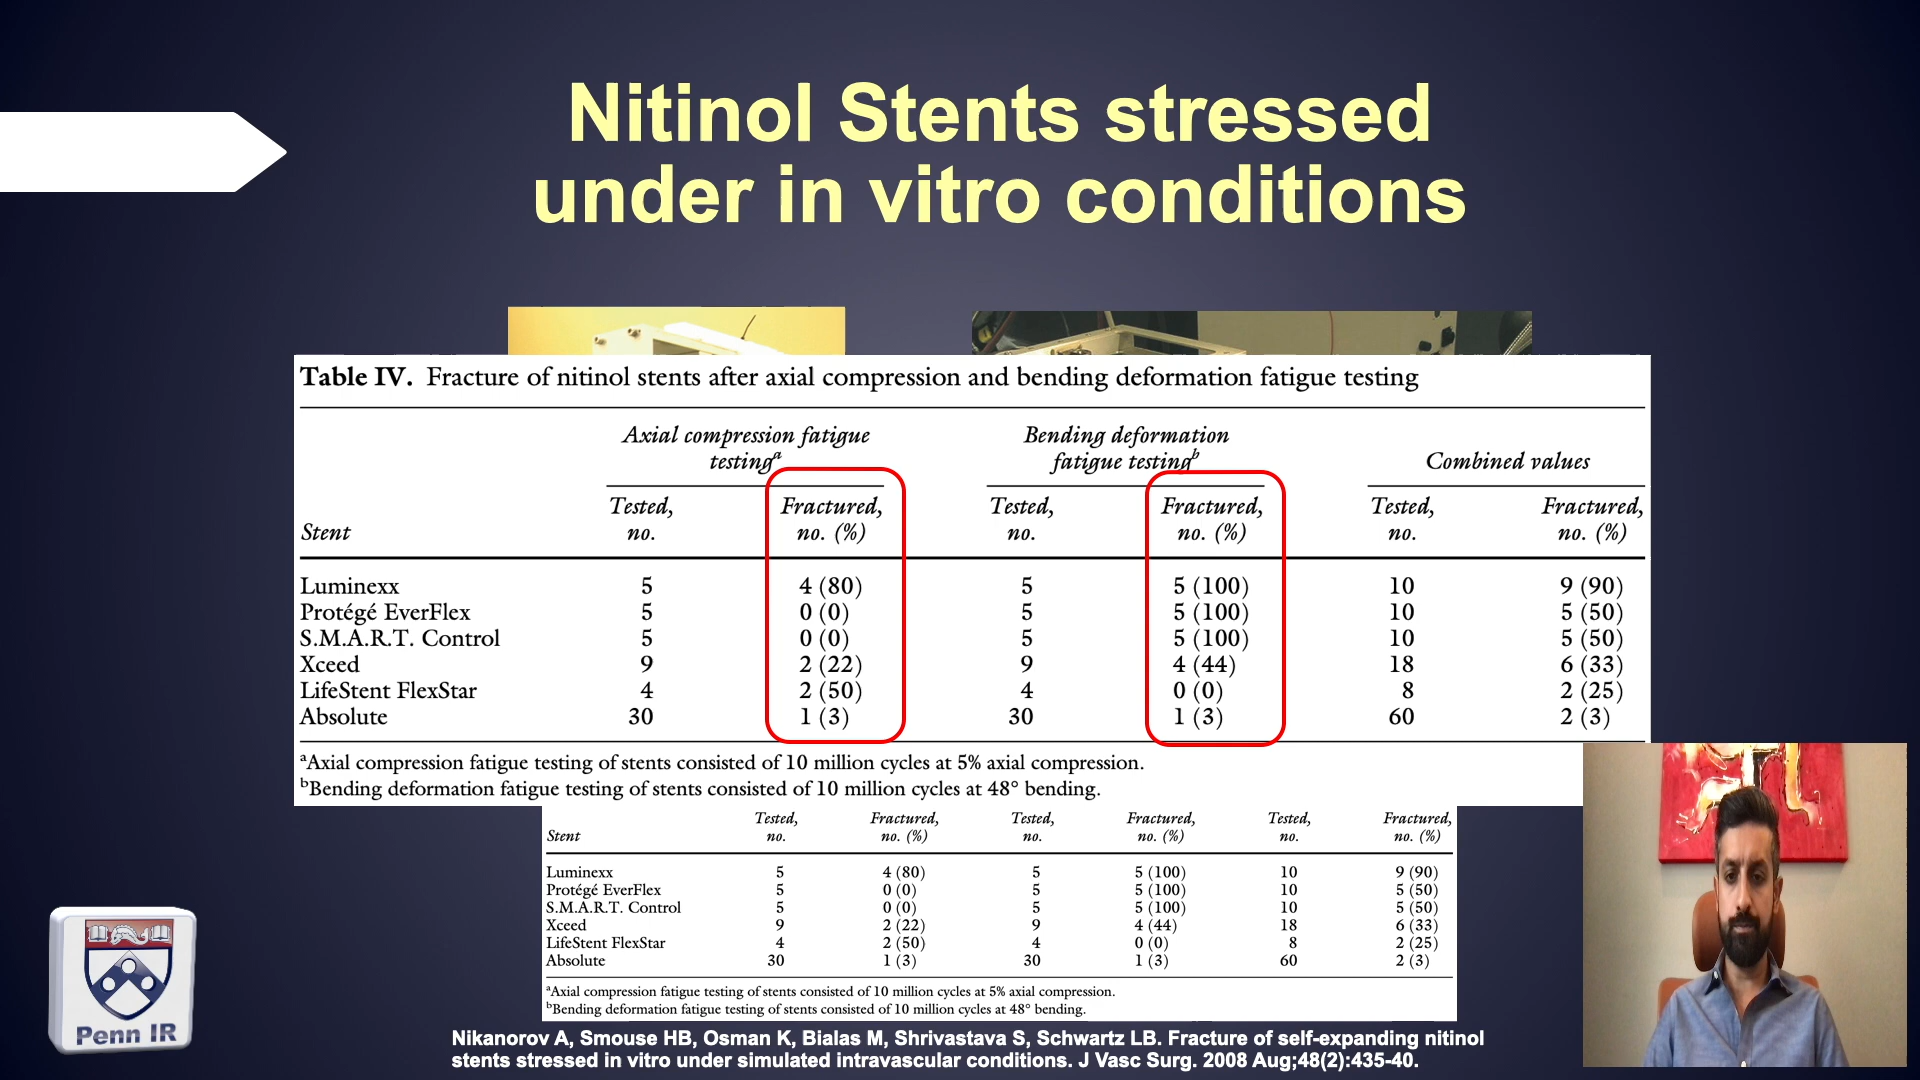 Nitinol Stents stressed
under in vitro conditions
Table IV. Fracture of nitinol stents after axial compression and bending deformation fatigue testing
Axial compression fatigue testingᵃ Bending deformation fatigue testingᵇ Combined values
Stent Tested, no. Fractured, no. (%) Tested, no. Fractured, no. (%) Tested, no. Fractured, no. (%)
Luminexx 5 4 (80) 5 5 (100) 10 9 (90)
Protégé EverFlex 5 0 (0) 5 5 (100) 10 5 (50)
S.M.A.R.T. Control 5 0 (0) 5 5 (100) 10 5 (50)
Xceed 9 2 (22) 9 4 (44) 18 6 (33)
LifeStent FlexStar 4 2 (50) 4 0 (0) 8 2 (25)
Absolute 30 1 (3) 30 1 (3) 60 2 (3)
ᵃAxial compression fatigue testing of stents consisted of 10 million cycles at 5% axial compression.
ᵇBending deformation fatigue testing of stents consisted of 10 million cycles at 48° bending.
Stent Tested, no. Fractured, no. (%) Tested, no. Fractured, no. (%) Tested, no. Fractured, no. (%)
Luminexx 5 4 (80) 5 5 (100) 10 9 (90)
Protégé EverFlex 5 0 (0) 5 5 (100) 10 5 (50)
S.M.A.R.T. Control 5 0 (0) 5 5 (100) 10 5 (50)
Xceed 9 2 (22) 9 4 (44) 18 6 (33)
LifeStent FlexStar 4 2 (50) 4 0 (0) 8 2 (25)
Absolute 30 1 (3) 30 1 (3) 60 2 (3)
ᵃAxial compression fatigue testing of stents consisted of 10 million cycles at 5% axial compression.
ᵇBending deformation fatigue testing of stents consisted of 10 million cycles at 48° bending.
Penn IR
Nikanorov A, Smouse HB, Osman K, Bialas M, Shrivastava S, Schwartz LB. Fracture of self-expanding nitinol
stents stressed in vitro under simulated intravascular conditions. J Vasc Surg. 2008 Aug;48(2):435-40.